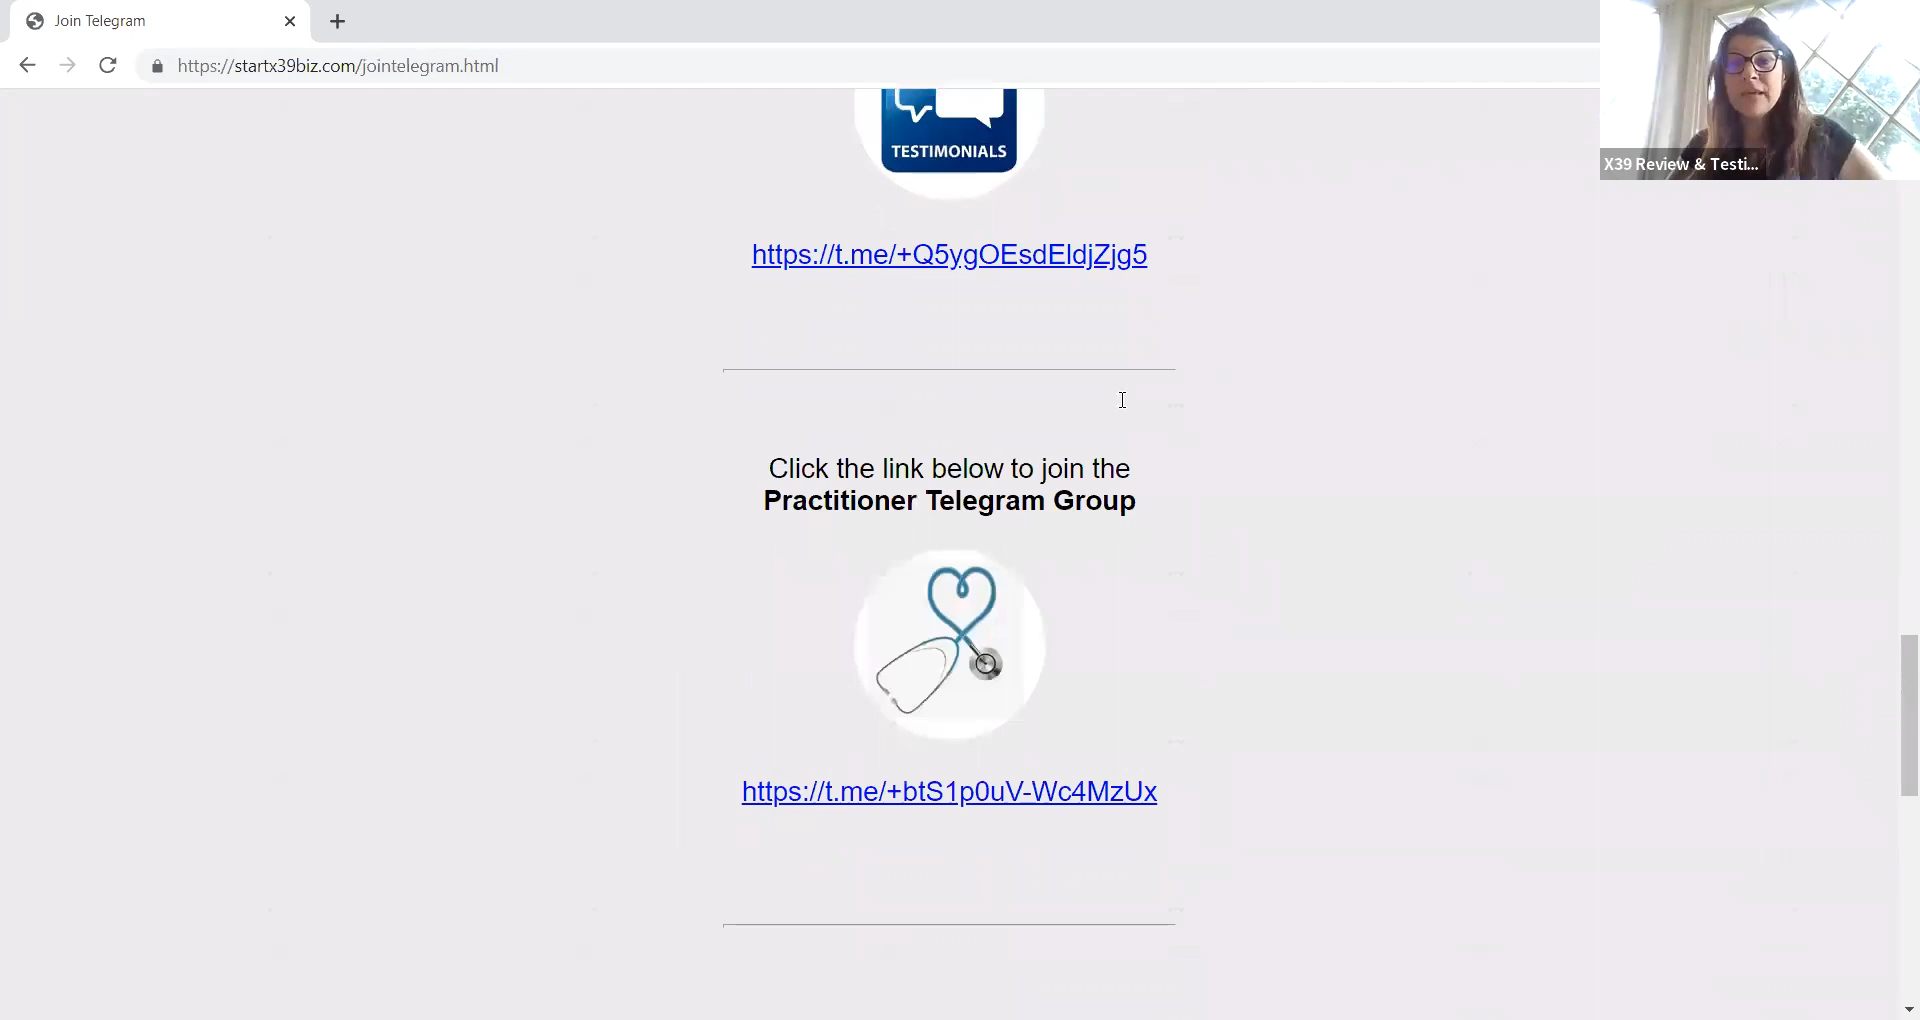 Join Telegram
https://startx39biz.com/jointelegram.html
X39 Review & Testi...
TESTIMONIALS
https://t.me/+Q5ygOEsdEldjZjg5
Click the link below to join the
Practitioner Telegram Group
https://t.me/+btS1p0uV-Wc4MzUx